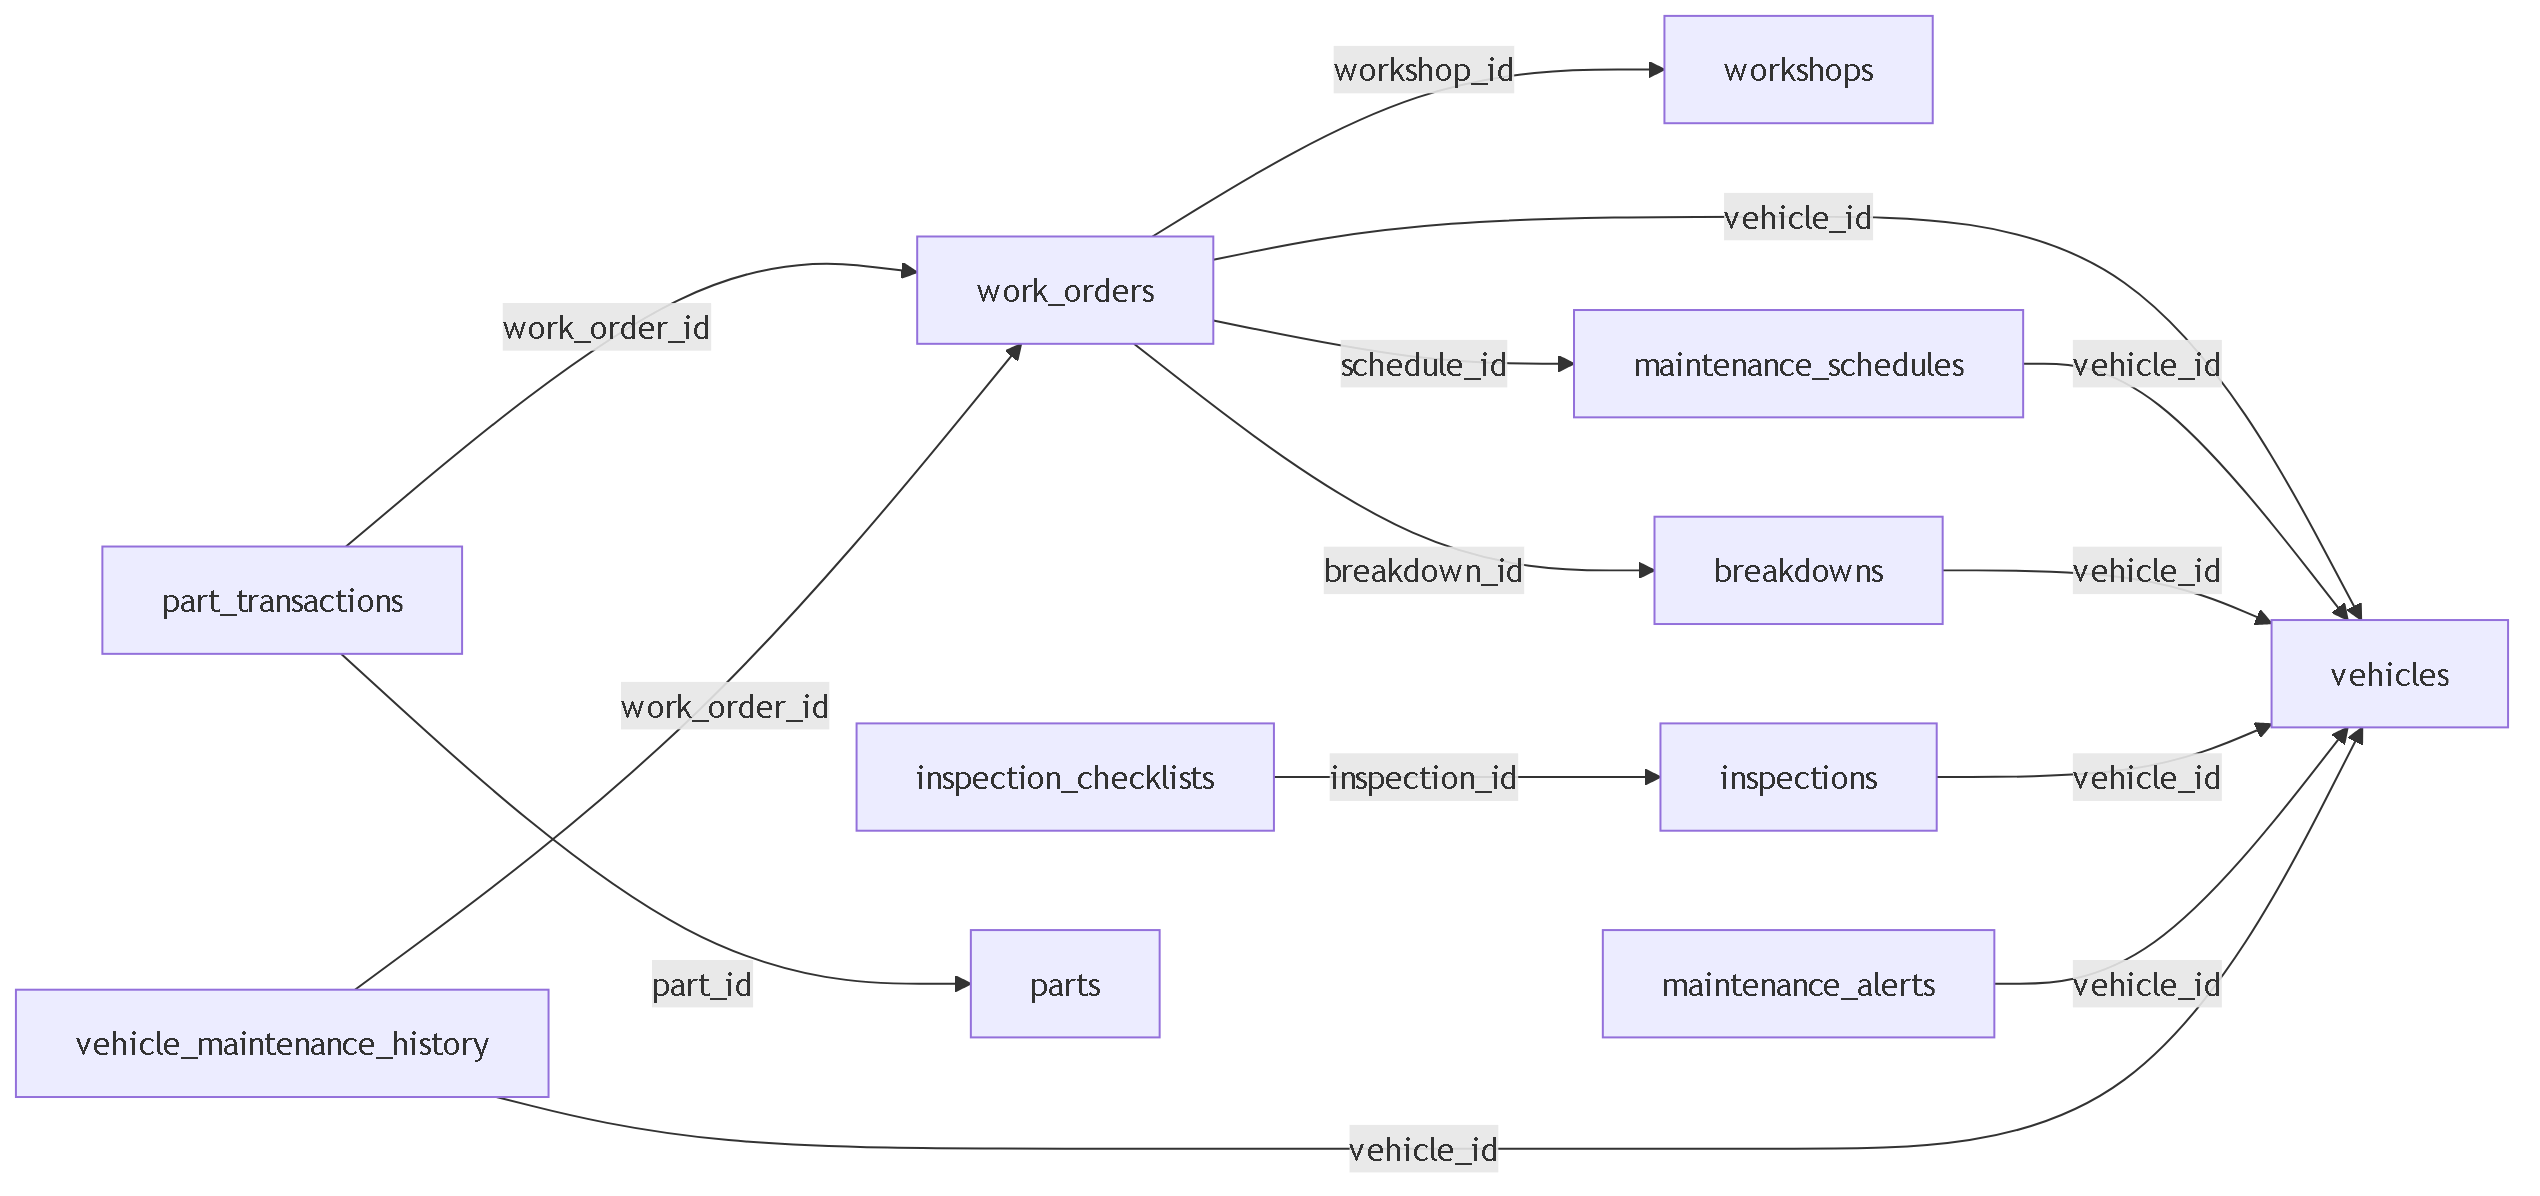 workshop_id
workshops
vehicle_id
work_orders
work_order_id
schedule_id
maintenance_schedules
vehicle_id
breakdown_id
breakdowns
vehicle_id
part_transactions
vehicles
work_order_id
inspection_checklists
inspection_id
inspections
vehicle_id
part_id
parts
maintenance_alerts
vehicle_id
vehicle_maintenance_history
vehicle_id